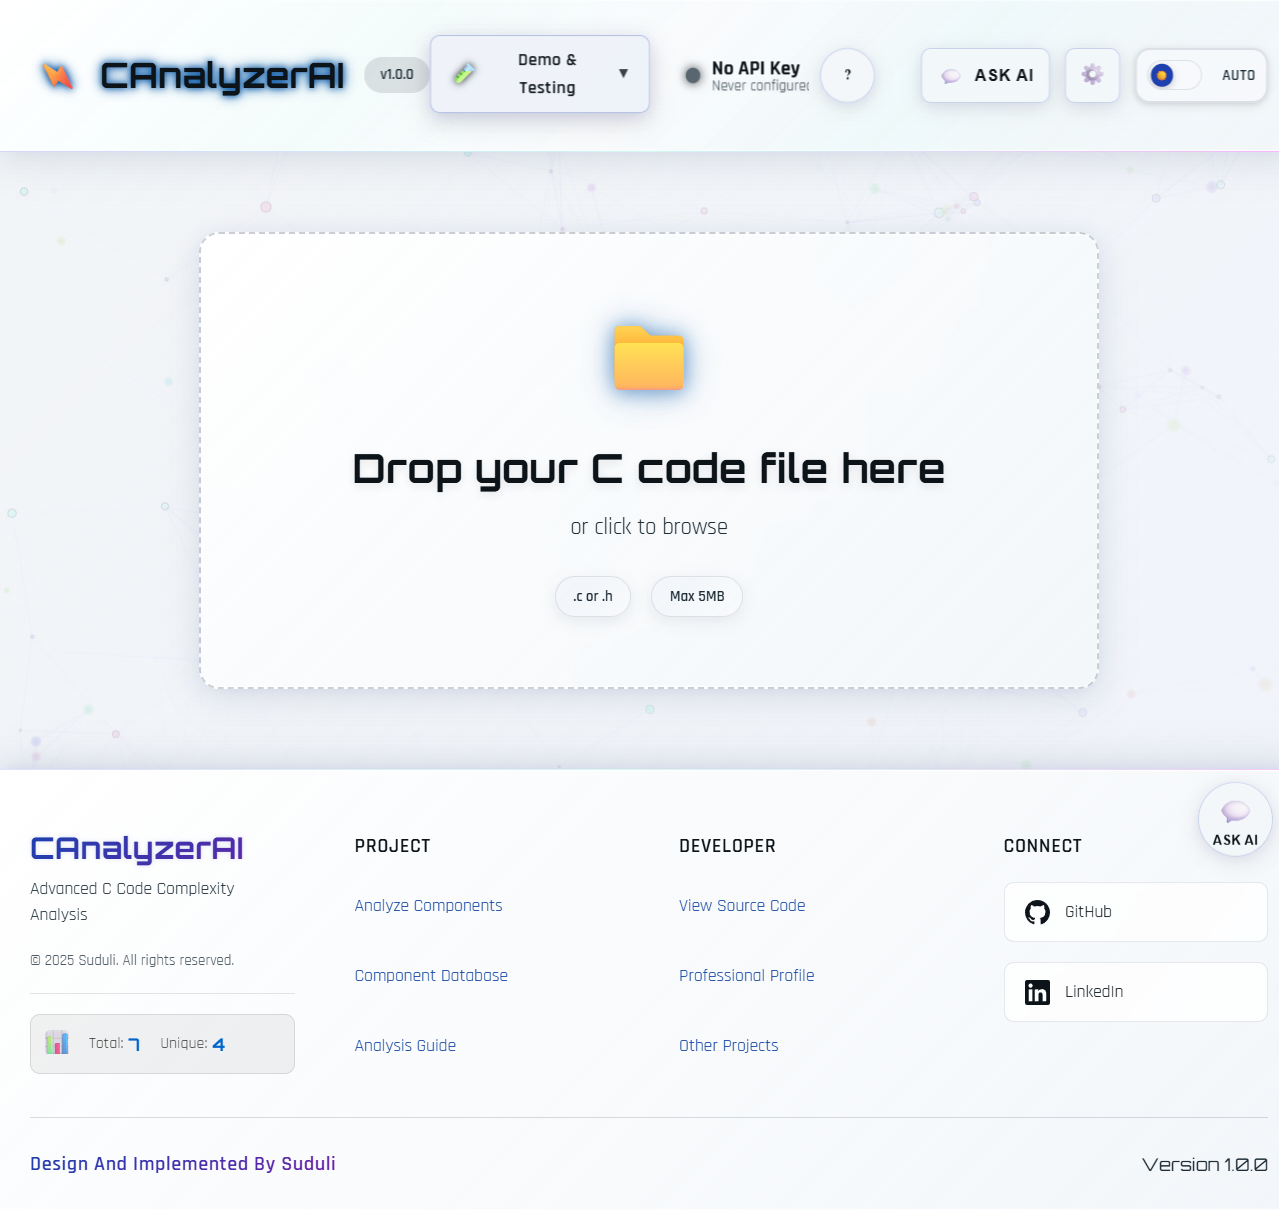 CAnalyzerAI
v1.0.0
Demo &
Testing
▼
No API Key
Never configured
?
ASK AI
AUTO
Drop your C code file here
or click to browse
.c or .h
Max 5MB
ASK AI
CAnalyzerAI
Advanced C Code Complexity
Analysis
© 2025 Suduli. All rights reserved.
Total: 7 Unique: 4
PROJECT
Analyze Components
Component Database
Analysis Guide
DEVELOPER
View Source Code
Professional Profile
Other Projects
CONNECT
GitHub
LinkedIn
Design And Implemented By Suduli
Version 1.0.0